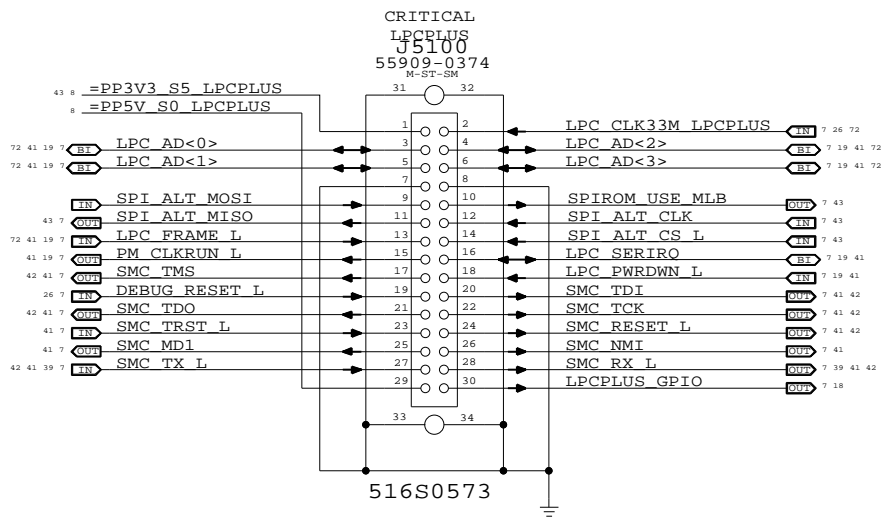 CRITICAL
LPCPLUS
J5100
55909-0374
M-ST-SM
31 32
43 8 =PP3V3_S5_LPCPLUS
8 =PP5V_S0_LPCPLUS
1 2 LPC_CLK33M_LPCPLUS IN 7 26 72
72 41 19 7 BI LPC_AD<0> 3 4 LPC_AD<2> BI 7 19 41 72
72 41 19 7 BI LPC_AD<1> 5 6 LPC_AD<3> BI 7 19 41 72
7 8
IN SPI_ALT_MOSI 9 10 SPIROM_USE_MLB OUT 7 43
43 7 OUT SPI_ALT_MISO 11 12 SPI_ALT_CLK IN 7 43
72 41 19 7 IN LPC_FRAME_L 13 14 SPI_ALT_CS_L IN 7 43
41 19 7 OUT PM_CLKRUN_L 15 16 LPC_SERIRQ BI 7 19 41
42 41 7 OUT SMC_TMS 17 18 LPC_PWRDWN_L IN 7 19 41
26 7 IN DEBUG_RESET_L 19 20 SMC_TDI OUT 7 41 42
42 41 7 OUT SMC_TDO 21 22 SMC_TCK OUT 7 41 42
41 7 IN SMC_TRST_L 23 24 SMC_RESET_L OUT 7 41 42
41 7 OUT SMC_MD1 25 26 SMC_NMI OUT 7 41
42 41 39 7 IN SMC_TX_L 27 28 SMC_RX_L OUT 7 39 41 42
29 30 LPCPLUS_GPIO OUT 7 18
33 34
516S0573